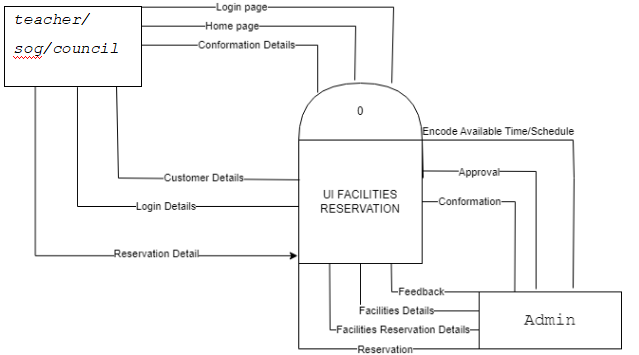 Login page
teacher/
sog/council
Home page
Conformation Details
0
Encode Available Time/Schedule
Customer Details
Approval
UI FACILITIES
RESERVATION
Login Details
Conformation
Reservation Detail
Feedback
Facilities Details
Admin
Facilities Reservation Details
Reservation